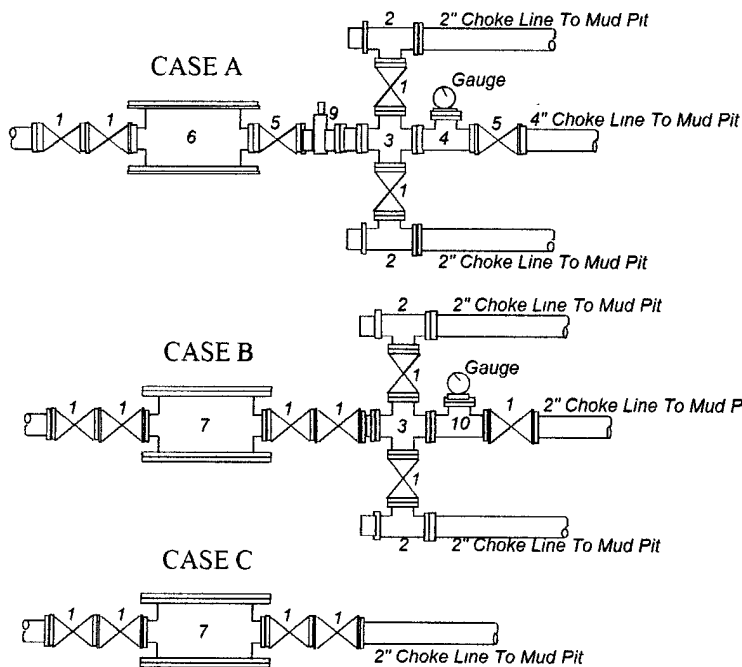 2
2" Choke Line To Mud Pit
CASE A
Gauge
1
1
1
6
5
9
4" Choke Line To Mud Pit
3
4
5
1
2
2" Choke Line To Mud Pit
2
2" Choke Line To Mud Pit
CASE B
Gauge
1
1
1
7
1
1
3
10
1
2" Choke Line To Mud P
1
2
2" Choke Line To Mud Pit
CASE C
1
1
7
1
1
2" Choke Line To Mud Pit